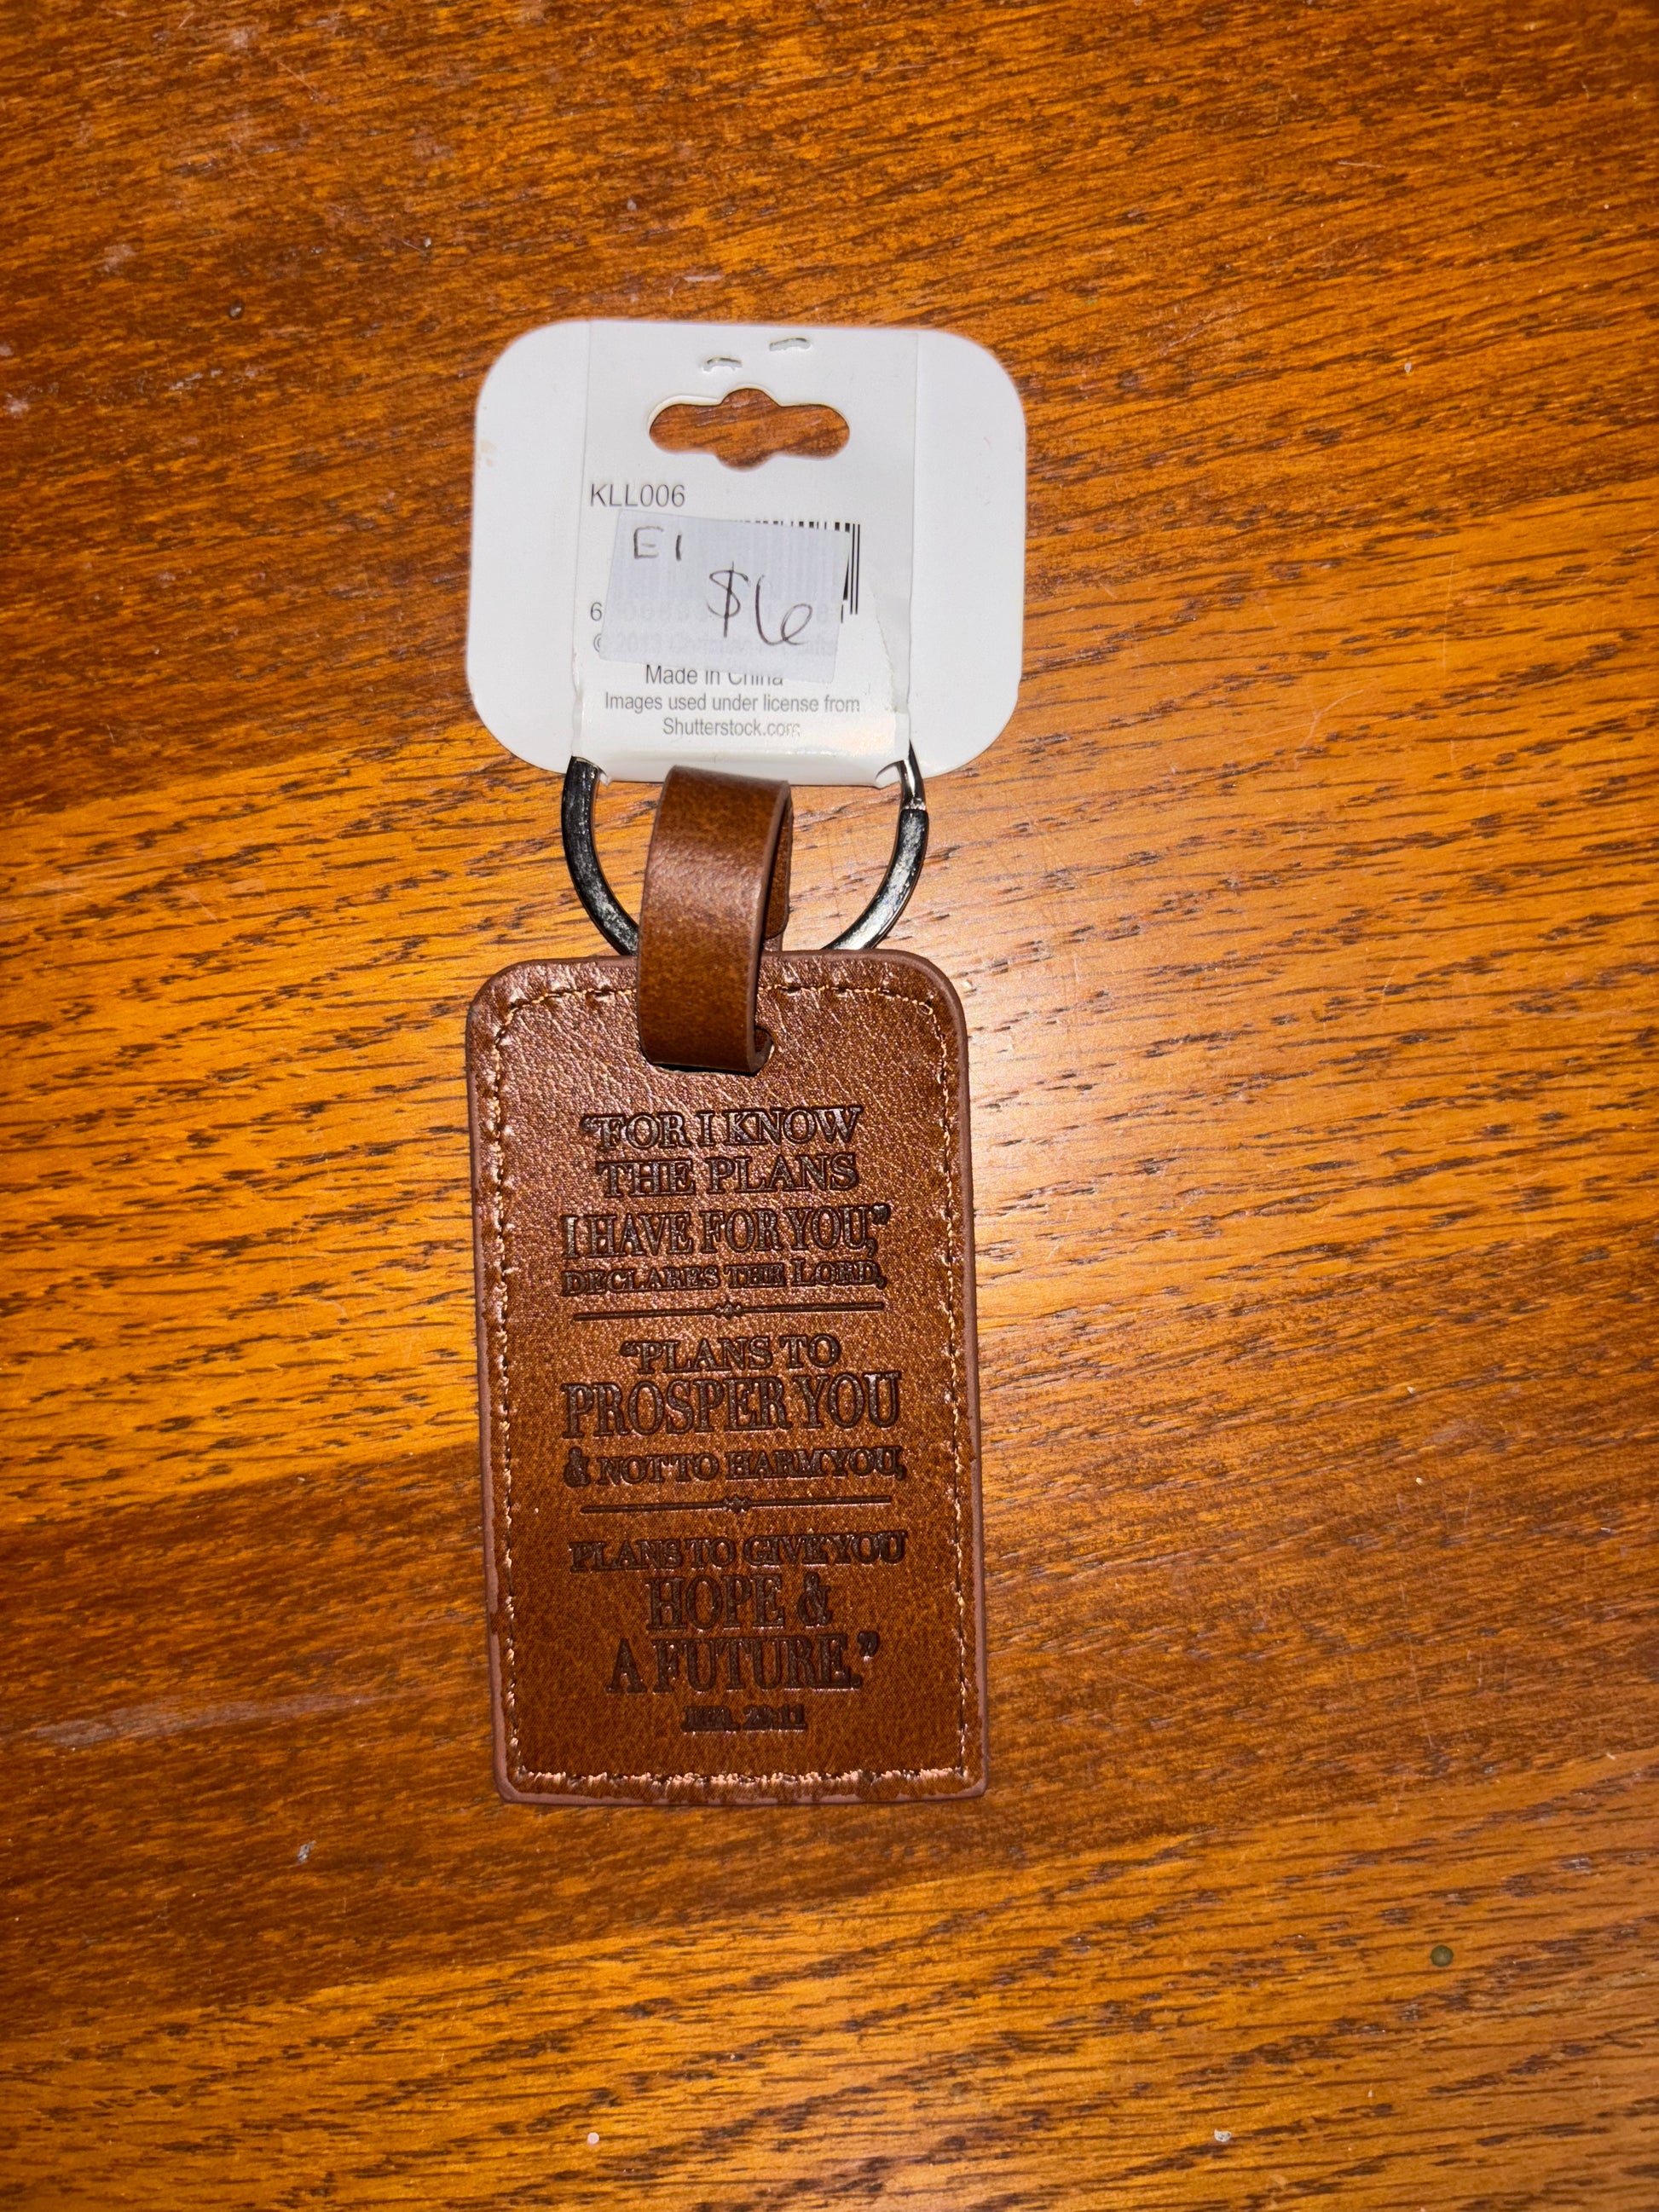 KLL006
E1
$6
6
Made in China
Images used under license from
Shutterstock.com
“FOR I KNOW
THE PLANS
I HAVE FOR YOU,”
DECLARES THE LORD,
“PLANS TO
PROSPER YOU
& NOT TO HARM YOU,
PLANS TO GIVE YOU
HOPE &
A FUTURE.”
JER. 29:11